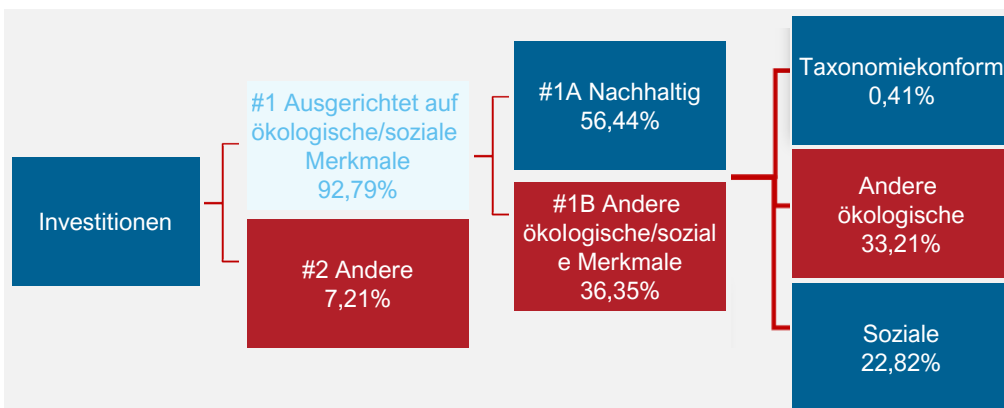 Investitionen
#1 Ausgerichtet auf
ökologische/soziale
Merkmale
92,79%
#2 Andere
7,21%
#1A Nachhaltig
56,44%
#1B Andere
ökologische/sozial
e Merkmale
36,35%
Taxonomiekonform
0,41%
Andere
ökologische
33,21%
Soziale
22,82%